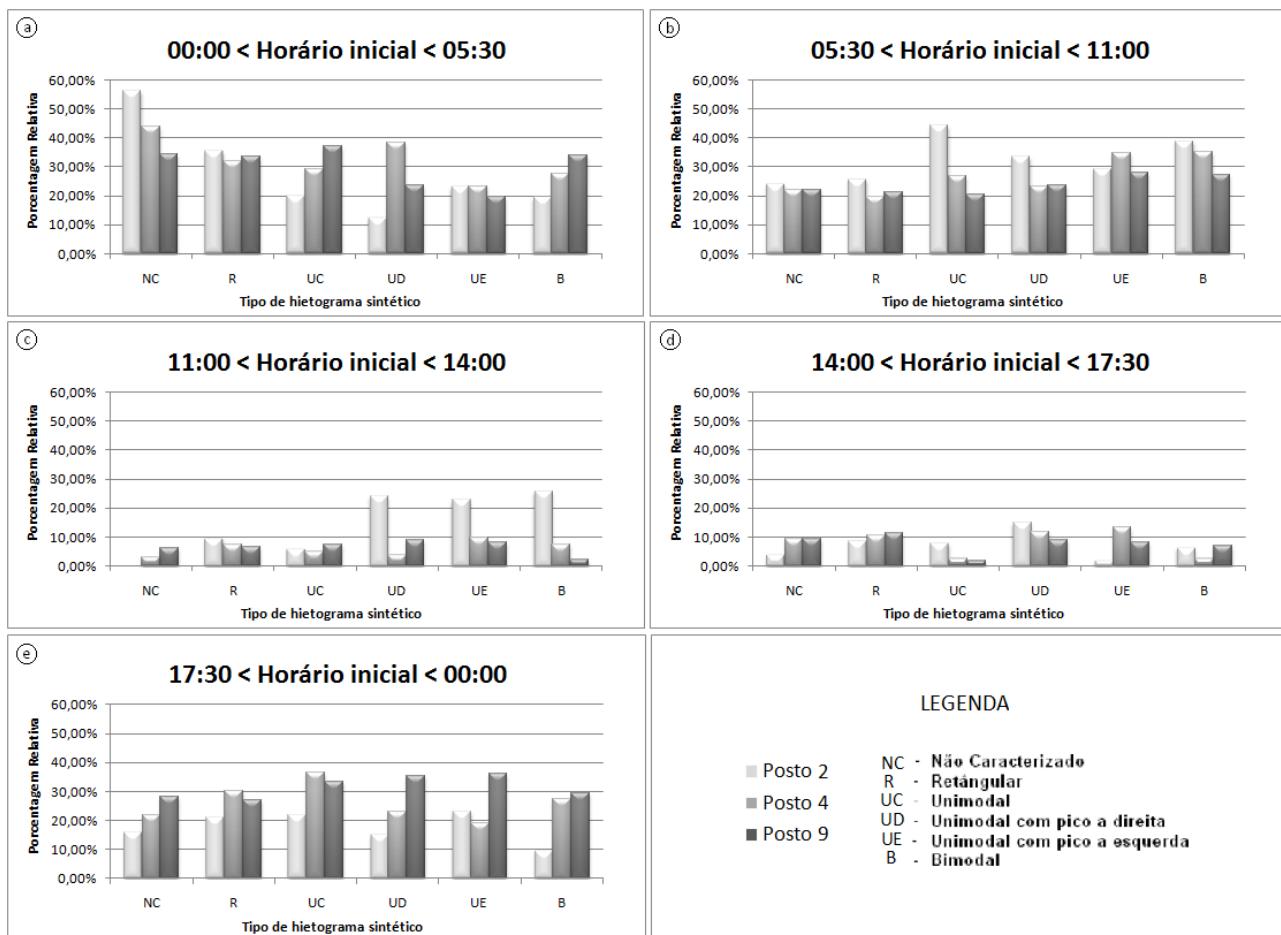 a
00:00 < Horário inicial < 05:30
Porcentagem Relativa
60,00%
50,00%
40,00%
30,00%
20,00%
10,00%
0,00%
NC R UC UD UE B
Tipo de hietograma sintético
b
05:30 < Horário inicial < 11:00
Porcentagem Relativa
60,00%
50,00%
40,00%
30,00%
20,00%
10,00%
0,00%
NC R UC UD UE B
Tipo de hietograma sintético
c
11:00 < Horário inicial < 14:00
Porcentagem Relativa
60,00%
50,00%
40,00%
30,00%
20,00%
10,00%
0,00%
NC R UC UD UE B
Tipo de hietograma sintético
d
14:00 < Horário inicial < 17:30
Porcentagem Relativa
60,00%
50,00%
40,00%
30,00%
20,00%
10,00%
0,00%
NC R UC UD UE B
Tipo de hietograma sintético
e
17:30 < Horário inicial < 00:00
Porcentagem Relativa
60,00%
50,00%
40,00%
30,00%
20,00%
10,00%
0,00%
NC R UC UD UE B
Tipo de hietograma sintético
LEGENDA
Posto 2
Posto 4
Posto 9
NC - Não Caracterizado
R - Retângular
UC - Unimodal
UD - Unimodal com pico a direita
UE - Unimodal com pico a esquerda
B - Bimodal